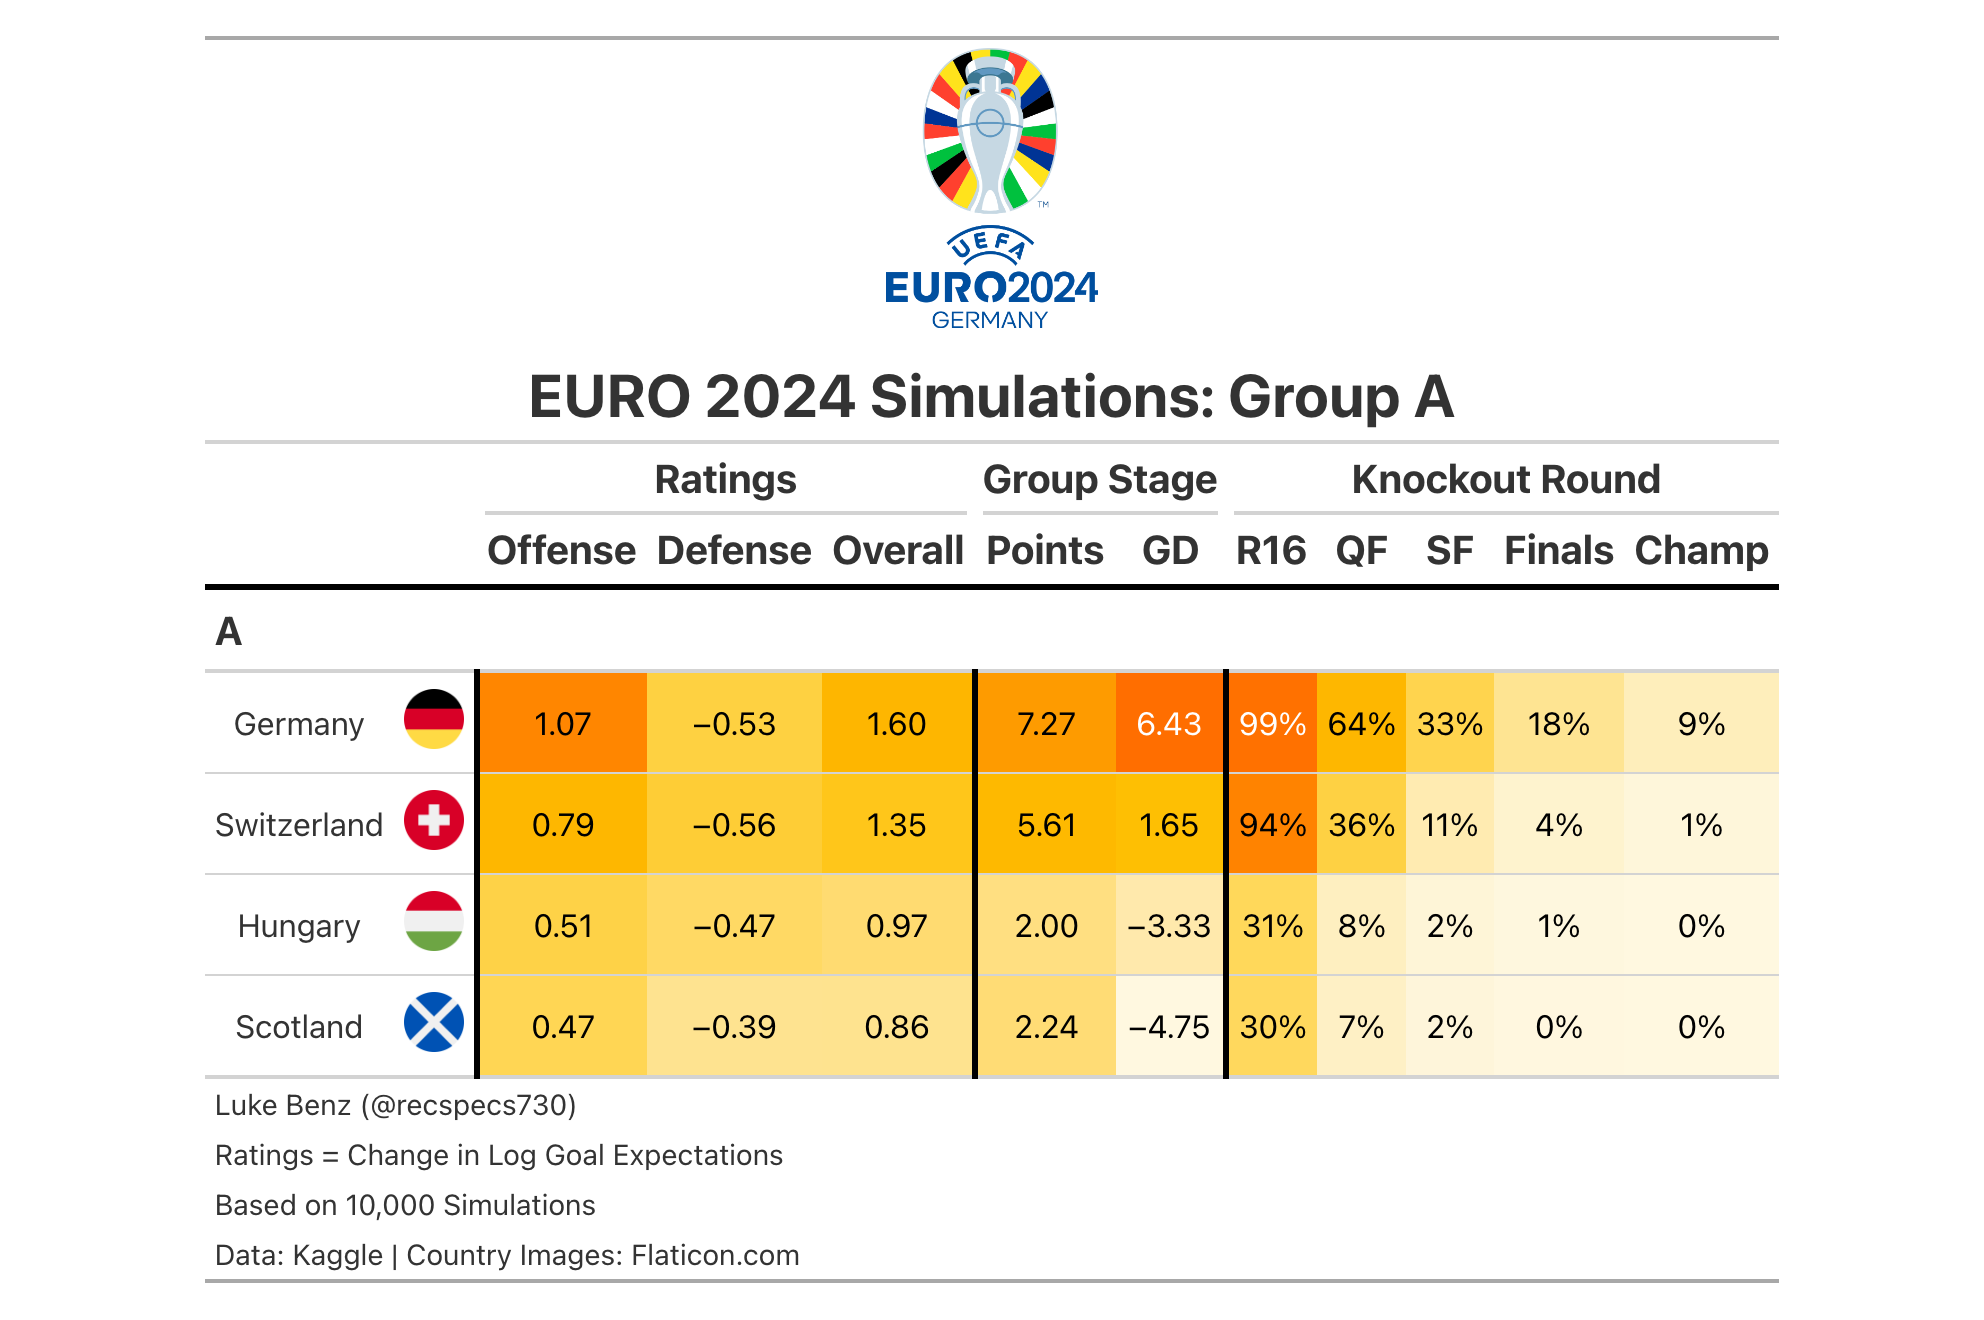 ™
UEFA
EURO2024
GERMANY
EURO 2024 Simulations: Group A
Ratings Group Stage Knockout Round
Offense Defense Overall Points GD R16 QF SF Finals Champ
A
Germany 1.07 −0.53 1.60 7.27 6.43 99% 64% 33% 18% 9%
Switzerland 0.79 −0.56 1.35 5.61 1.65 94% 36% 11% 4% 1%
Hungary 0.51 −0.47 0.97 2.00 −3.33 31% 8% 2% 1% 0%
Scotland 0.47 −0.39 0.86 2.24 −4.75 30% 7% 2% 0% 0%
Luke Benz (@recspecs730)
Ratings = Change in Log Goal Expectations
Based on 10,000 Simulations
Data: Kaggle | Country Images: Flaticon.com